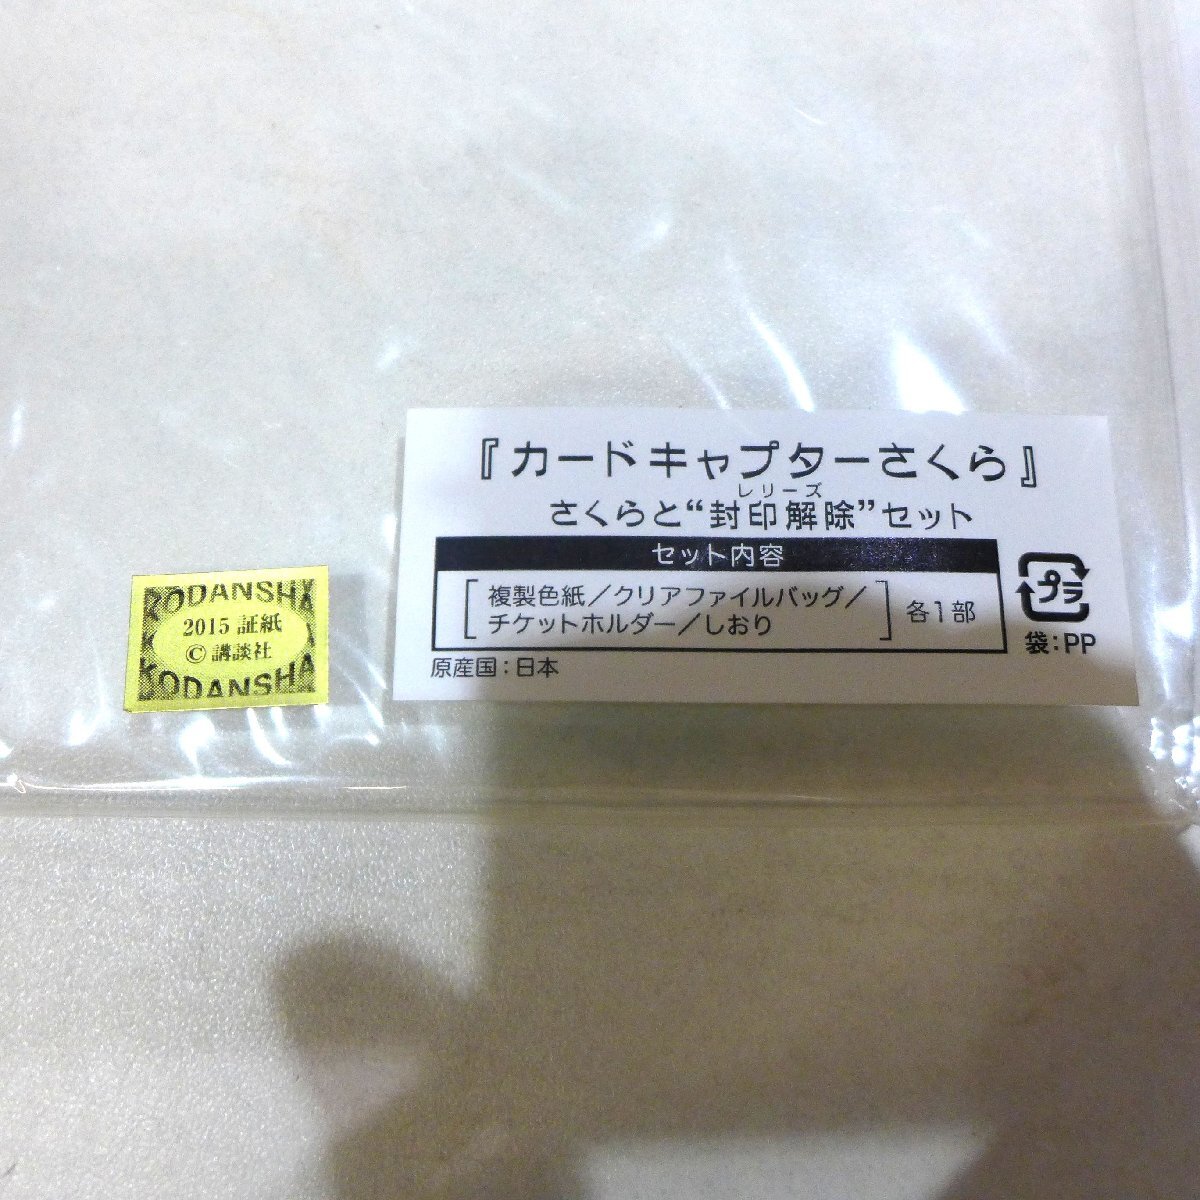 『カードキャプターさくら』
レリーズ
さくらと“封印解除”セット
セット内容
複製色紙／クリアファイルバッグ／
チケットホルダー／しおり
各1部
原産国：日本
プラ
袋：PP
KODANSHA
2015 証紙
© 講談社
KODANSHA